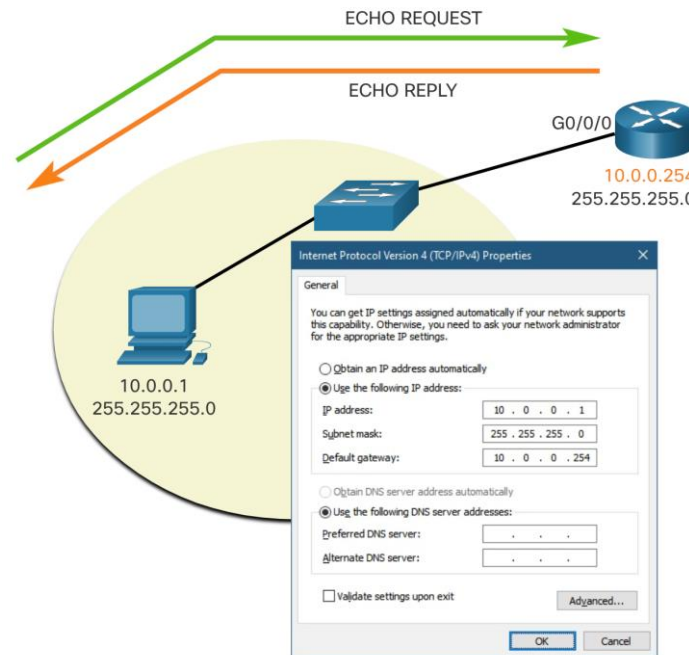 ECHO REQUEST
ECHO REPLY
G0/0/0
10.0.0.254
255.255.255.0
10.0.0.1
255.255.255.0
Internet Protocol Version 4 (TCP/IPv4) Properties
General
You can get IP settings assigned automatically if your network supports
this capability. Otherwise, you need to ask your network administrator
for the appropriate IP settings.
Obtain an IP address automatically
Use the following IP address:
IP address: 10 . 0 . 0 . 1
Subnet mask: 255 . 255 . 255 . 0
Default gateway: 10 . 0 . 0 . 254
Obtain DNS server address automatically
Use the following DNS server addresses:
Preferred DNS server: . . .
Alternate DNS server: . . .
Validate settings upon exit
Advanced...
OK Cancel